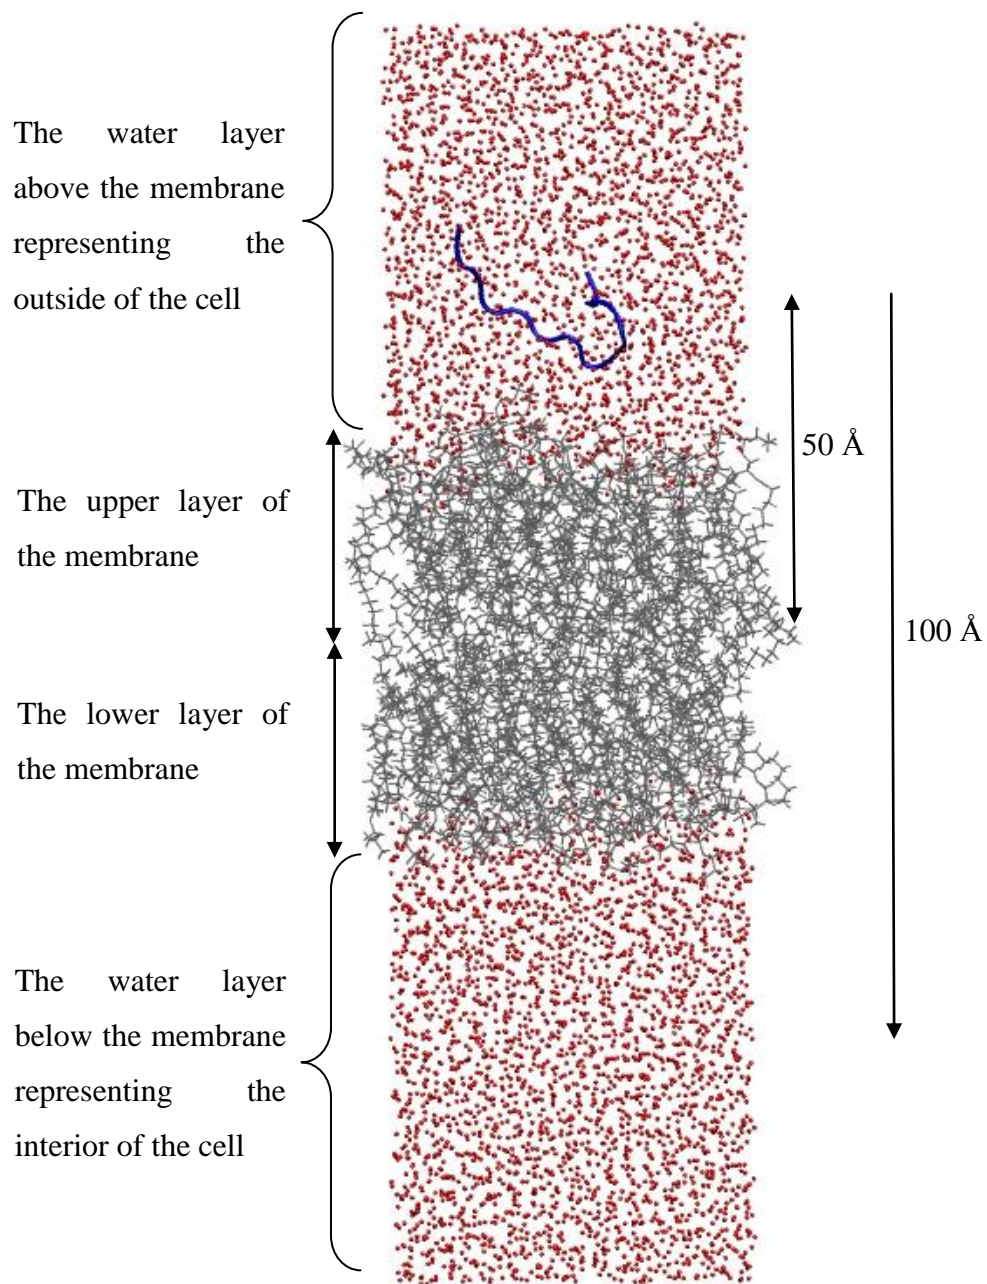 The water layer
above the membrane
representing the
outside of the cell
50 Å
The upper layer of
the membrane
100 Å
The lower layer of
the membrane
The water layer
below the membrane
representing the
interior of the cell